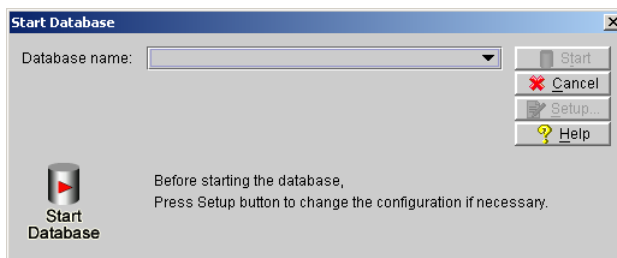 Start Database
Database name:
Start
Cancel
Setup...
Help
Before starting the database,
Press Setup button to change the configuration if necessary.
Start
Database